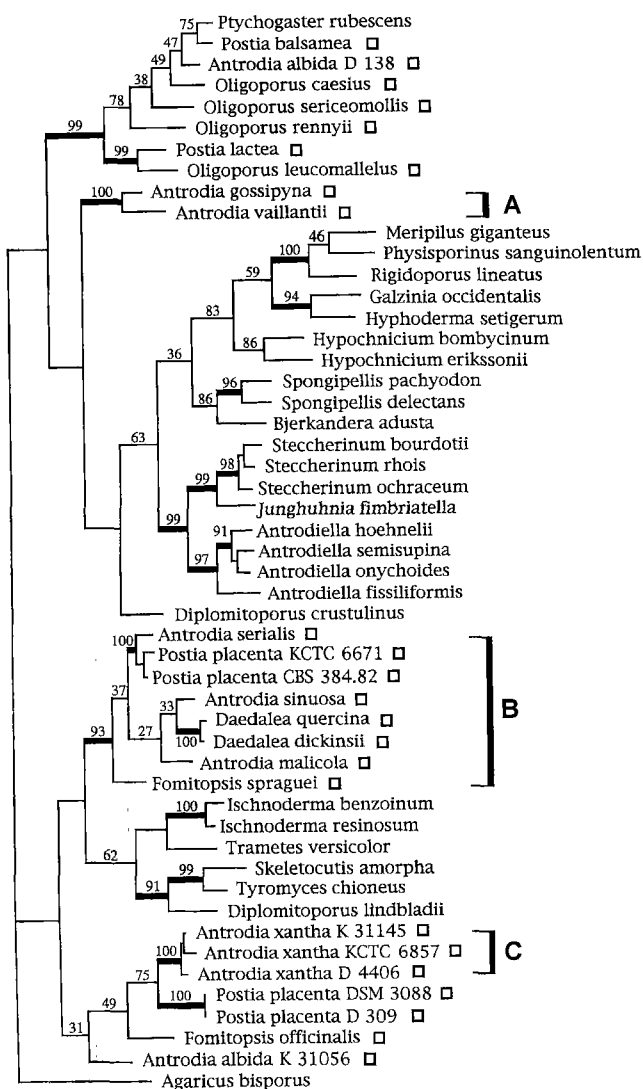 75 Ptychogaster rubescens
47 Postia balsamea □
49 Antrodia albida D 138 □
38 Oligoporus caesius □
78 Oligoporus sericeomollis □
Oligoporus rennyii □
99
99 Postia lactea □
Oligoporus leucomallelus □
100 Antrodia gossipyna □
Antrodia vaillantii □
A
46 Meripilus giganteus
100 Physisporinus sanguinolentum
Rigidoporus lineatus
59
94 Galzinia occidentalis
Hyphoderma setigerum
83
86 Hypochnicium bombycinum
Hypochnicium erikssonii
36
96 Spongipellis pachyodon
86 Spongipellis delectans
Bjerkandera adusta
63
Steccherinum bourdotii
98 Steccherinum rhois
99 Steccherinum ochraceum
Junghuhnia fimbriatella
99
91 Antrodiella hoehnelii
Antrodiella semisupina
97 Antrodiella onychoides
Antrodiella fissiliformis
Diplomitoporus crustulinus
100 Antrodia serialis □
Postia placenta KCTC 6671 □
Postia placenta CBS 384.82 □
37
33 Antrodia sinuosa □
Daedalea quercina □
27 100 Daedalea dickinsii □
Antrodia malicola □
93
Fomitopsis spraguei □
B
100 Ischnoderma benzoinum
Ischnoderma resinosum
Trametes versicolor
62
99 Skeletocutis amorpha
91 Tyromyces chioneus
Diplomitoporus lindbladii
Antrodia xantha K 31145 □
100 Antrodia xantha KCTC 6857 □
Antrodia xantha D 4406 □
C
75
100 Postia placenta DSM 3088 □
Postia placenta D 309 □
49
Fomitopsis officinalis □
31
Antrodia albida K 31056 □
Agaricus bisporus